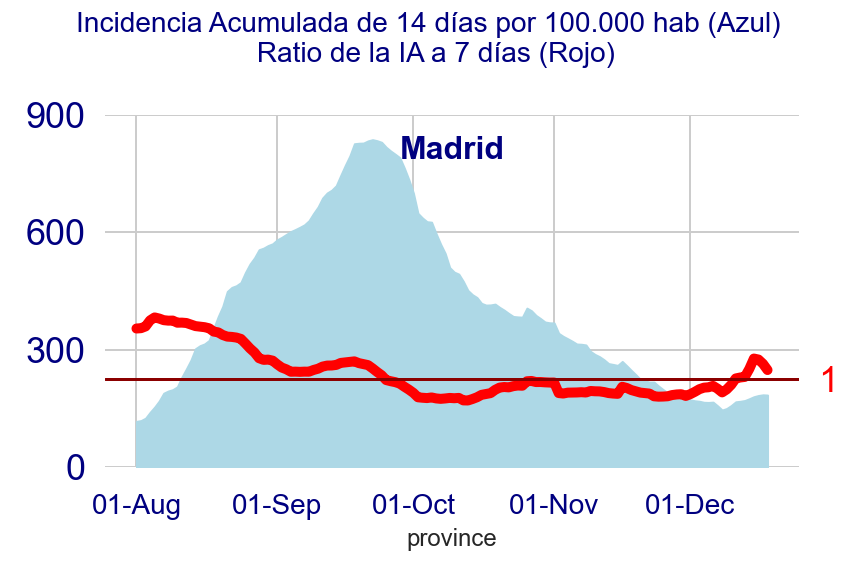 Incidencia Acumulada de 14 días por 100.000 hab (Azul)
Ratio de la IA a 7 días (Rojo)
900
Madrid
600
300
1
0
01-Aug 01-Sep 01-Oct 01-Nov 01-Dec
province